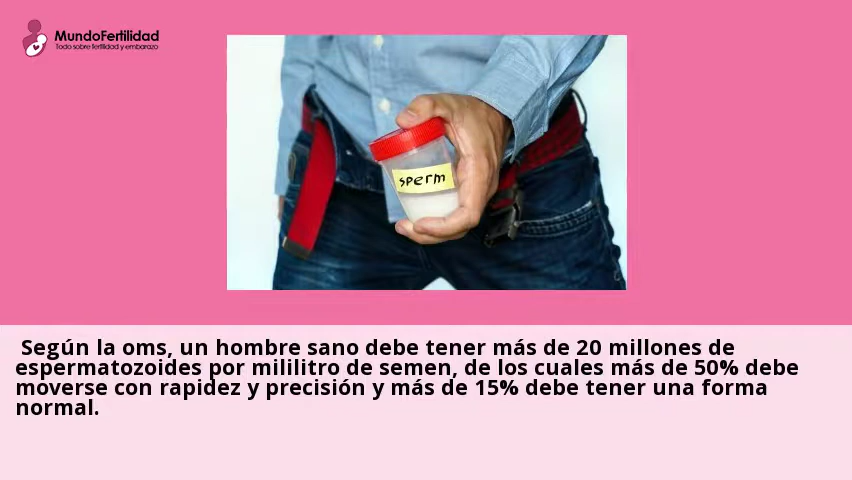 MundoFertilidad
Todo sobre fertilidad y embarazo
sperm
Según la oms, un hombre sano debe tener más de 20 millones de
espermatozoides por mililitro de semen, de los cuales más de 50% debe
moverse con rapidez y precisión y más de 15% debe tener una forma
normal.